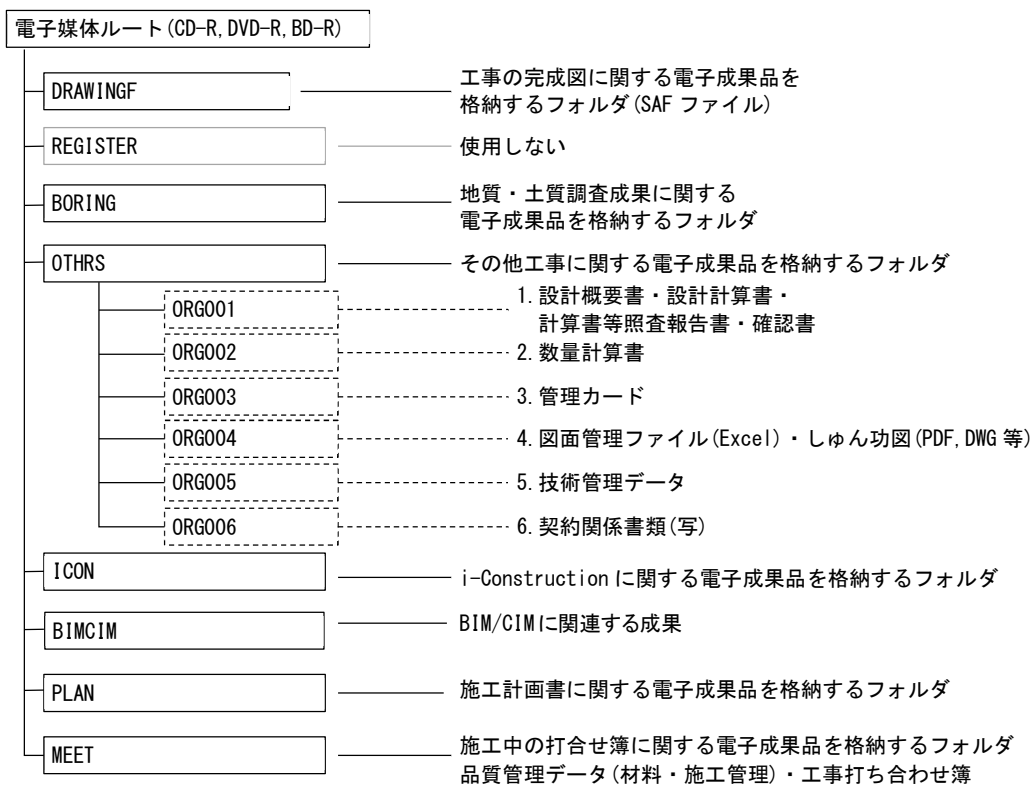 電子媒体ルート(CD-R,DVD-R,BD-R)
DRAWINGF
工事の完成図に関する電子成果品を
格納するフォルダ(SAF ファイル)
REGISTER
使用しない
BORING
地質・土質調査成果に関する
電子成果品を格納するフォルダ
OTHRS
その他工事に関する電子成果品を格納するフォルダ
ORG001
1.設計概要書・設計計算書・
計算書等照査報告書・確認書
ORG002
2.数量計算書
ORG003
3.管理カード
ORG004
4.図面管理ファイル(Excel)・しゅん功図(PDF,DWG 等)
ORG005
5.技術管理データ
ORG006
6.契約関係書類(写)
ICON
i-Construction に関する電子成果品を格納するフォルダ
BIMCIM
BIM/CIMに関連する成果
PLAN
施工計画書に関する電子成果品を格納するフォルダ
MEET
施工中の打合せ簿に関する電子成果品を格納するフォルダ
品質管理データ(材料・施工管理)・工事打ち合わせ簿